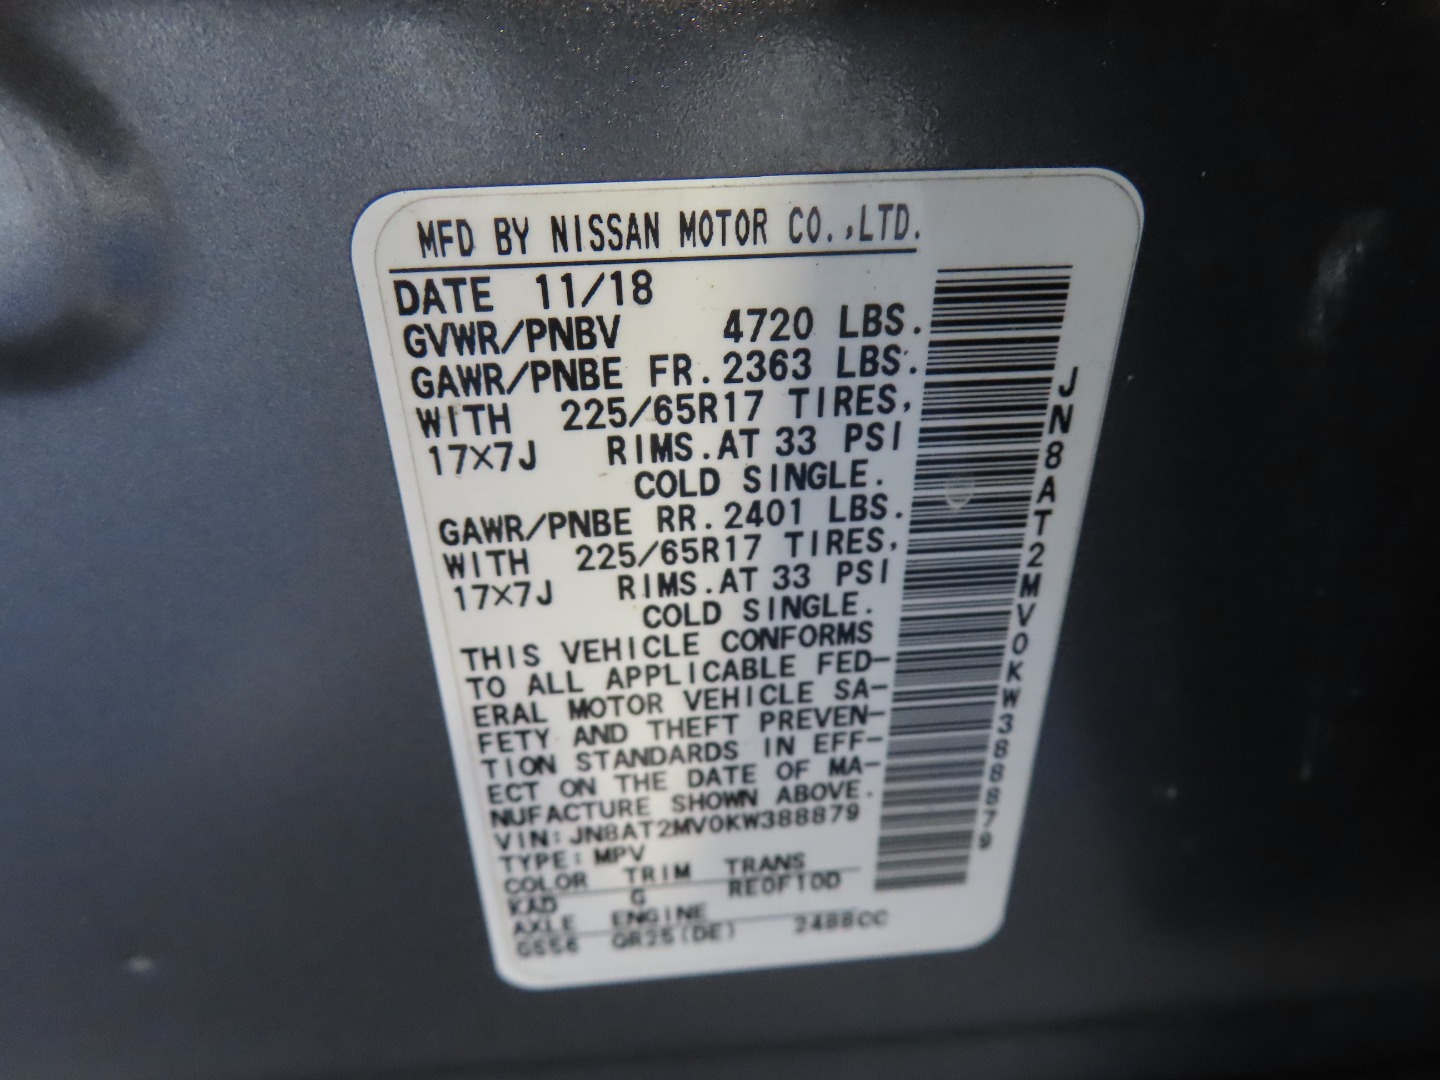 MFD BY NISSAN MOTOR CO.,LTD.
DATE 11/18
GVWR/PNBV 4720 LBS.
GAWR/PNBE FR. 2363 LBS.
WITH 225/65R17 TIRES,
17×7J RIMS.AT 33 PSI
COLD SINGLE.
GAWR/PNBE RR. 2401 LBS.
WITH 225/65R17 TIRES,
17×7J RIMS.AT 33 PSI
COLD SINGLE.
THIS VEHICLE CONFORMS
TO ALL APPLICABLE FED-
ERAL MOTOR VEHICLE SA-
FETY AND THEFT PREVEN-
TION STANDARDS IN EFF-
ECT ON THE DATE OF MA-
NUFACTURE SHOWN ABOVE.
VIN: JN8AT2MV0KW388879
TYPE: MPV
COLOR TRIM TRANS
KAD G RE0F10D
AXLE ENGINE
GS56 QR25(DE) 2488CC
JN8AT2MV0KW388879